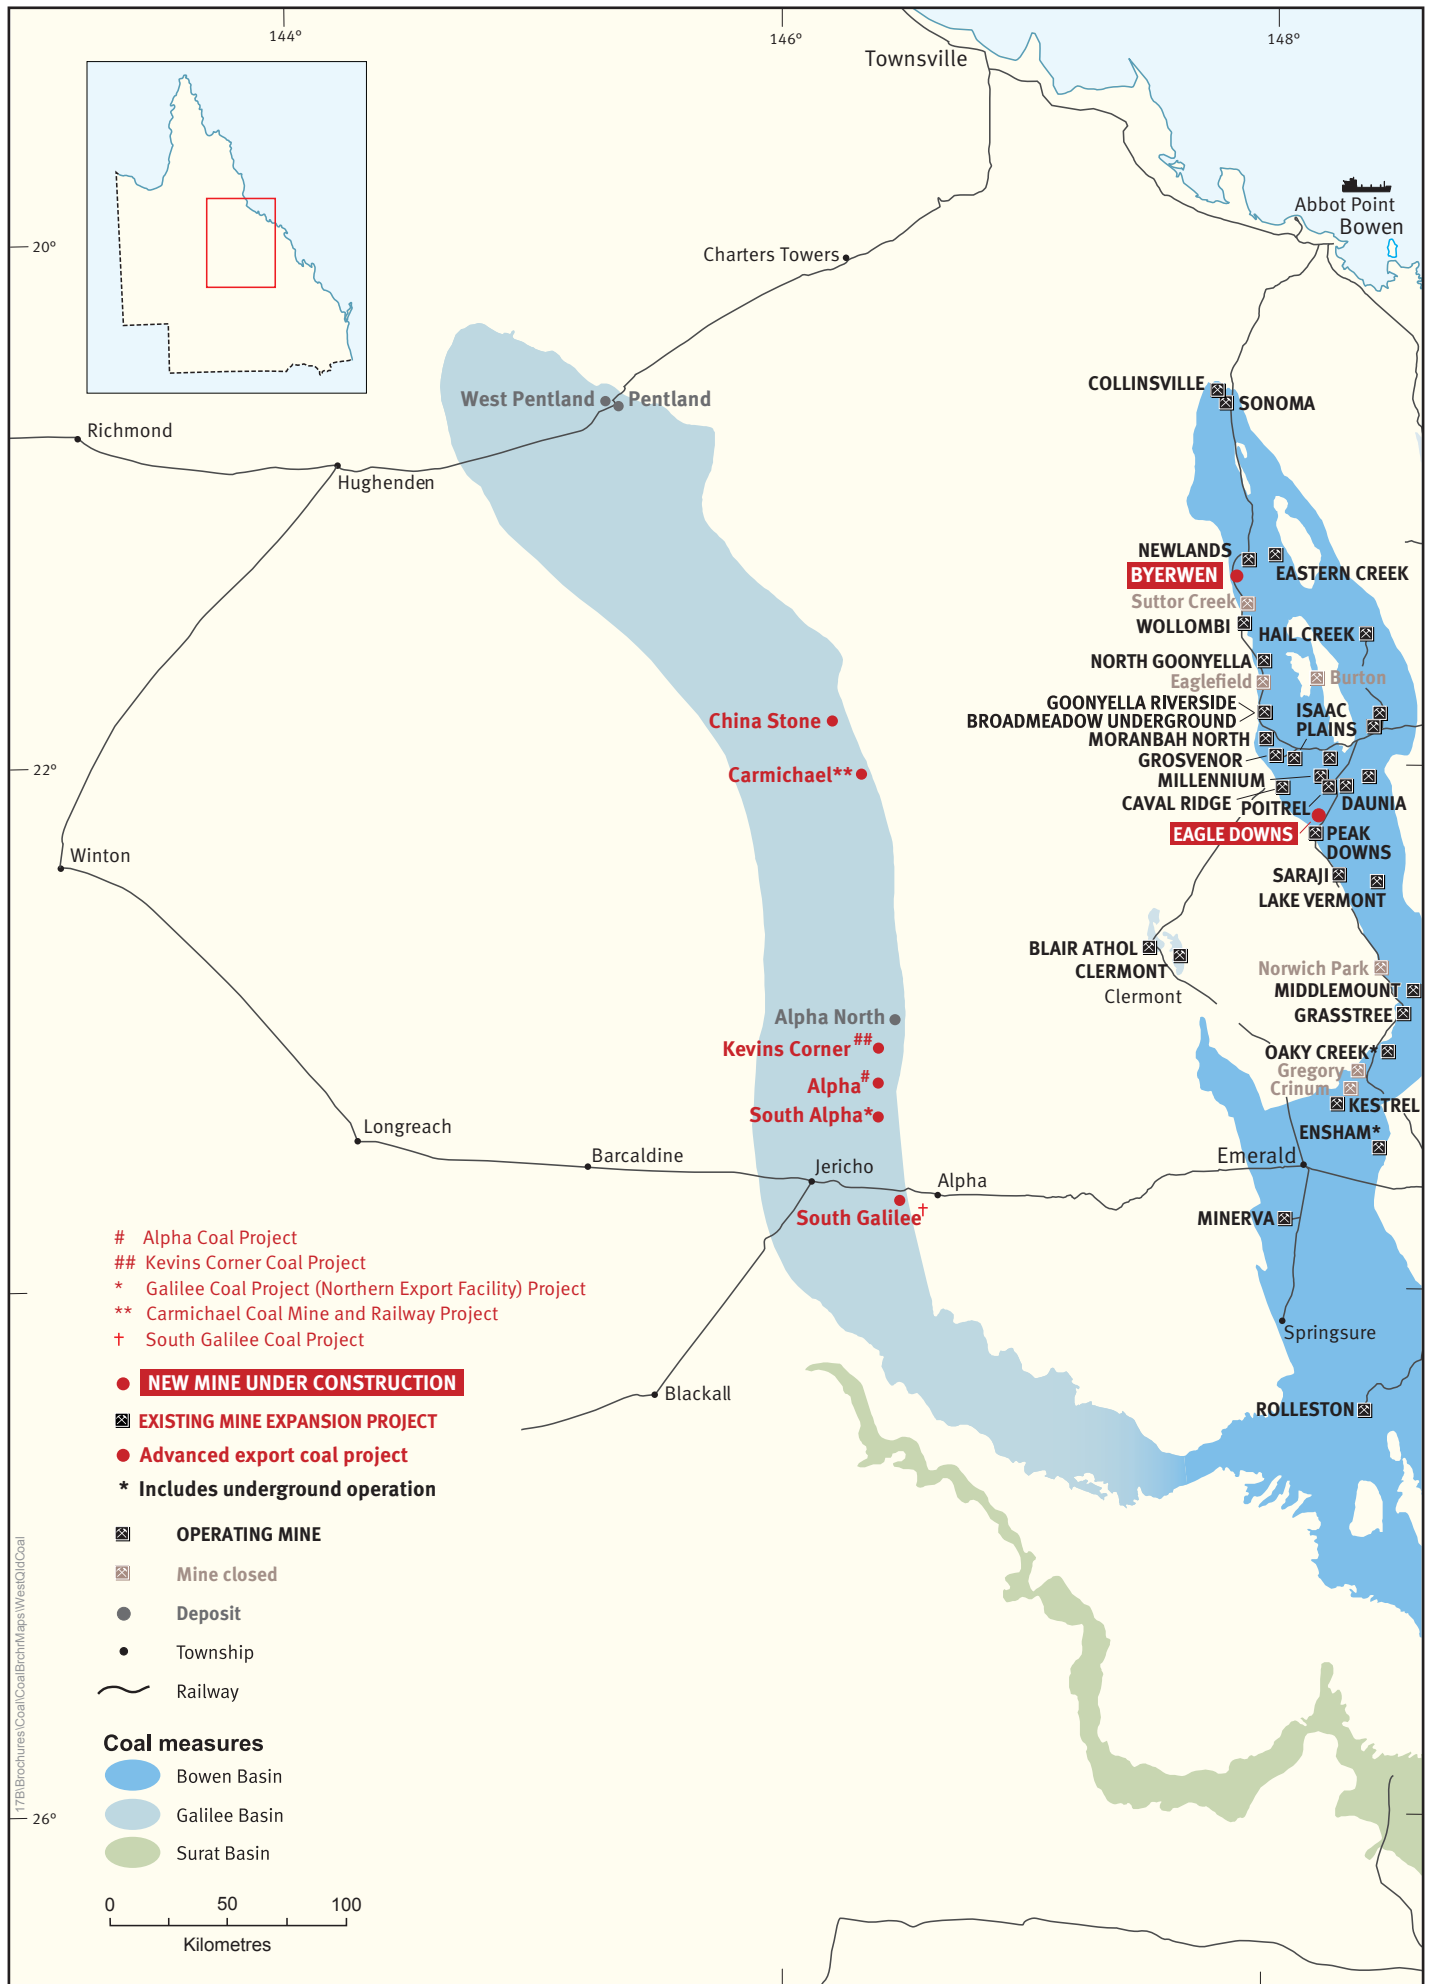 144°
146°
148°
Townsville
Abbot Point
Bowen
20°
Charters Towers
COLLINSVILLE
SONOMA
West Pentland
Pentland
Richmond
Hughenden
NEWLANDS
BYERWEN
EASTERN CREEK
Suttor Creek
WOLLOMBI
HAIL CREEK
NORTH GOONYELLA
Eaglefield
Burton
GOONYELLA RIVERSIDE
BROADMEADOW UNDERGROUND
ISAAC
PLAINS
MORANBAH NORTH
China Stone
GROSVENOR
22°
Carmichael**
MILLENNIUM
CAVAL RIDGE
POITREL
DAUNIA
EAGLE DOWNS
PEAK
DOWNS
Winton
SARAJI
LAKE VERMONT
BLAIR ATHOL
CLERMONT
Clermont
Norwich Park
MIDDLEMOUNT
GRASSTREE
Alpha North
Kevins Corner ##
OAKY CREEK*
Gregory
Crinum
Alpha#
KESTREL
South Alpha*
Longreach
ENSHAM*
Barcaldine
Jericho
Emerald
Alpha
South Galilee†
MINERVA
# Alpha Coal Project
## Kevins Corner Coal Project
* Galilee Coal Project (Northern Export Facility) Project
** Carmichael Coal Mine and Railway Project
† South Galilee Coal Project
Springsure
NEW MINE UNDER CONSTRUCTION
Blackall
ROLLESTON
EXISTING MINE EXPANSION PROJECT
Advanced export coal project
* Includes underground operation
OPERATING MINE
Mine closed
Deposit
Township
Railway
Coal measures
Bowen Basin
Galilee Basin
Surat Basin
26°
0 50 100
Kilometres
17B\Brochures\Coal\CoalBrchrMaps\WestQldCoal